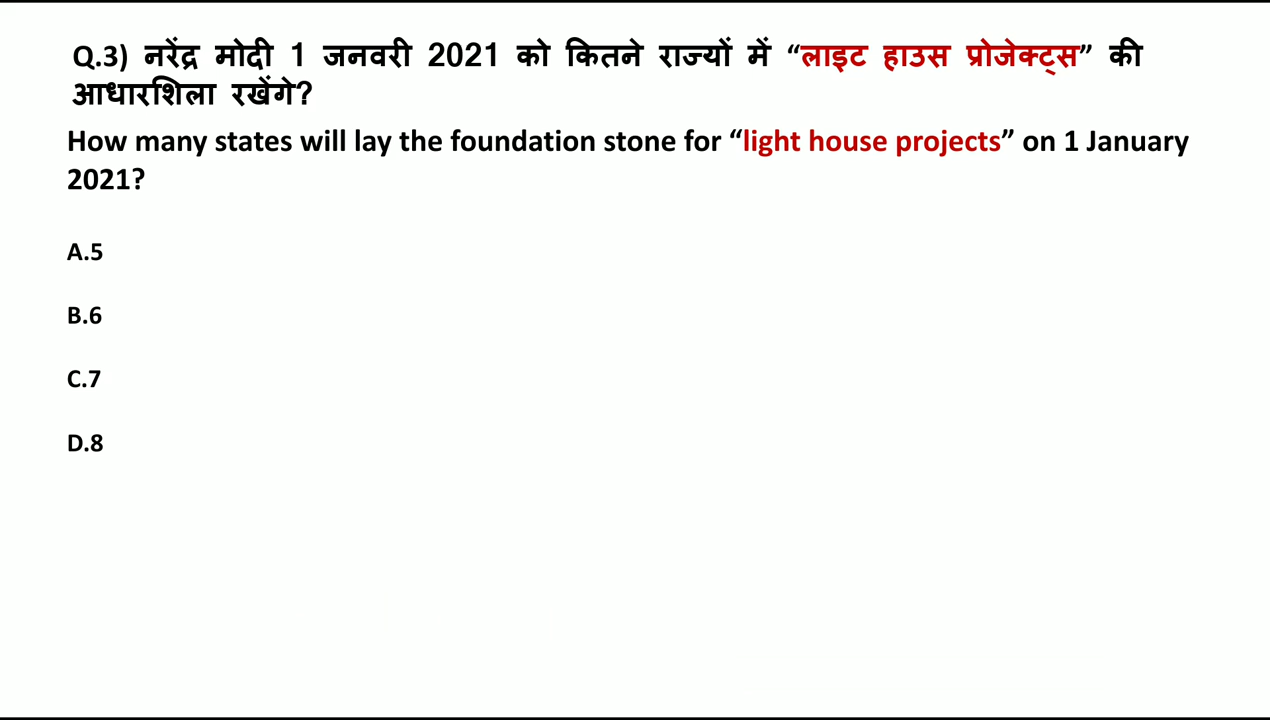 Q.3) नरेंद्र मोदी 1 जनवरी 2021 को कितने राज्यों में “लाइट हाउस प्रोजेक्ट्स” की
आधारशिला रखेंगे?
How many states will lay the foundation stone for “light house projects” on 1 January
2021?
A.5
B.6
C.7
D.8